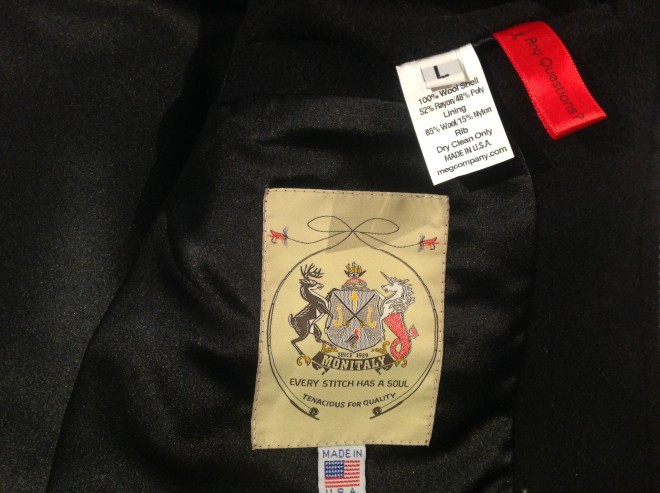 L
100% Wool Shell
52% Rayon/48% Poly
Lining
85% Wool/15% Nylon
Rib
Dry Clean Only
MADE IN U.S.A.
megcompany.com
Any Questions?
SINCE 1909
MONITALY
EVERY STITCH HAS A SOUL
TENACIOUS FOR QUALITY
MADE IN
U.S.A.